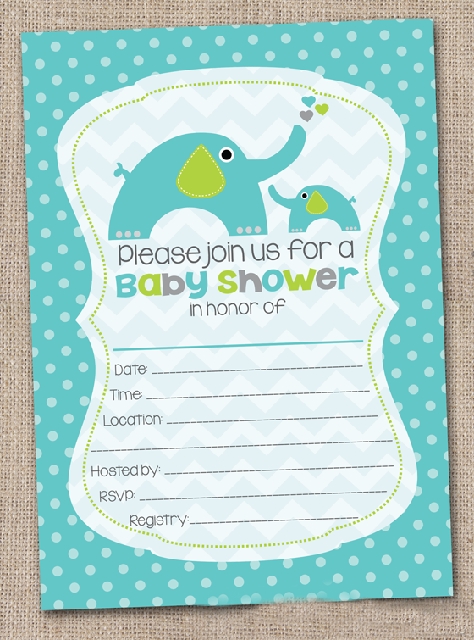 Please join us for a
Baby Shower
in honor of
Date:
Time:
Location:
Hosted by:
RSVP:
Registry: